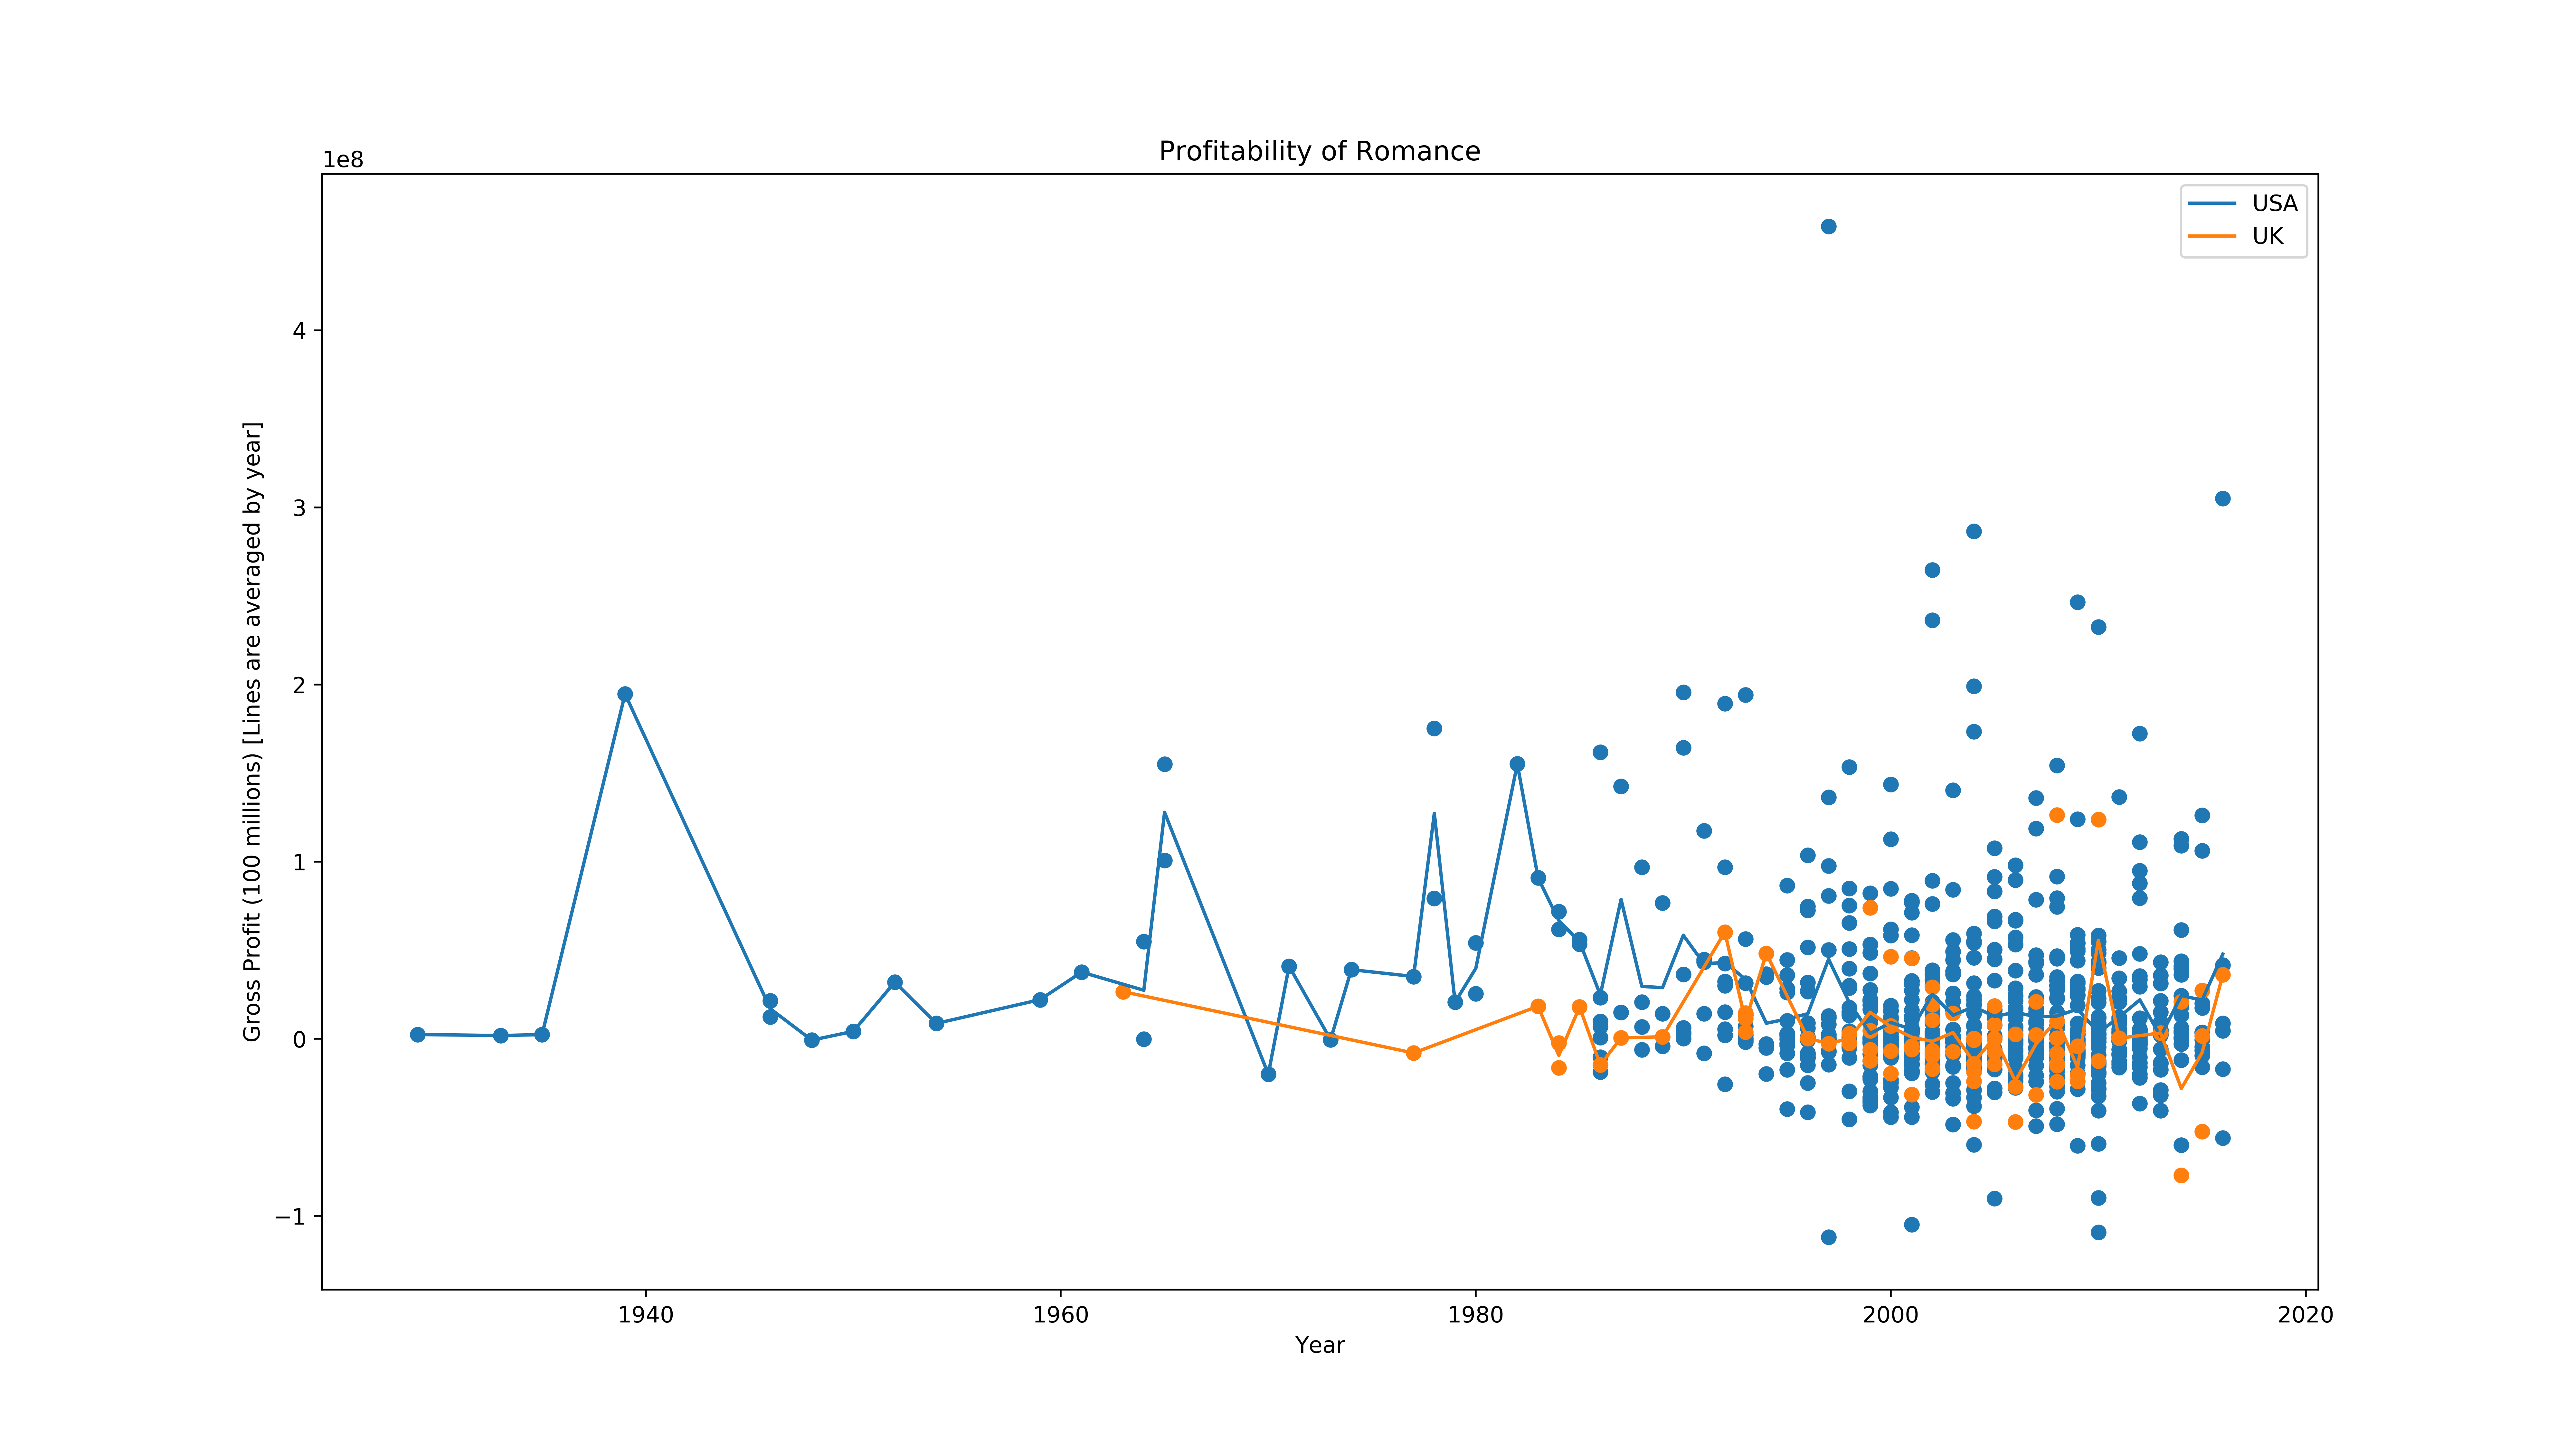 Profitability of Romance
1e8
USA
UK
4
3
2
1
0
−1
Gross Profit (100 millions) [Lines are averaged by year]
1940
1960
1980
2000
2020
Year